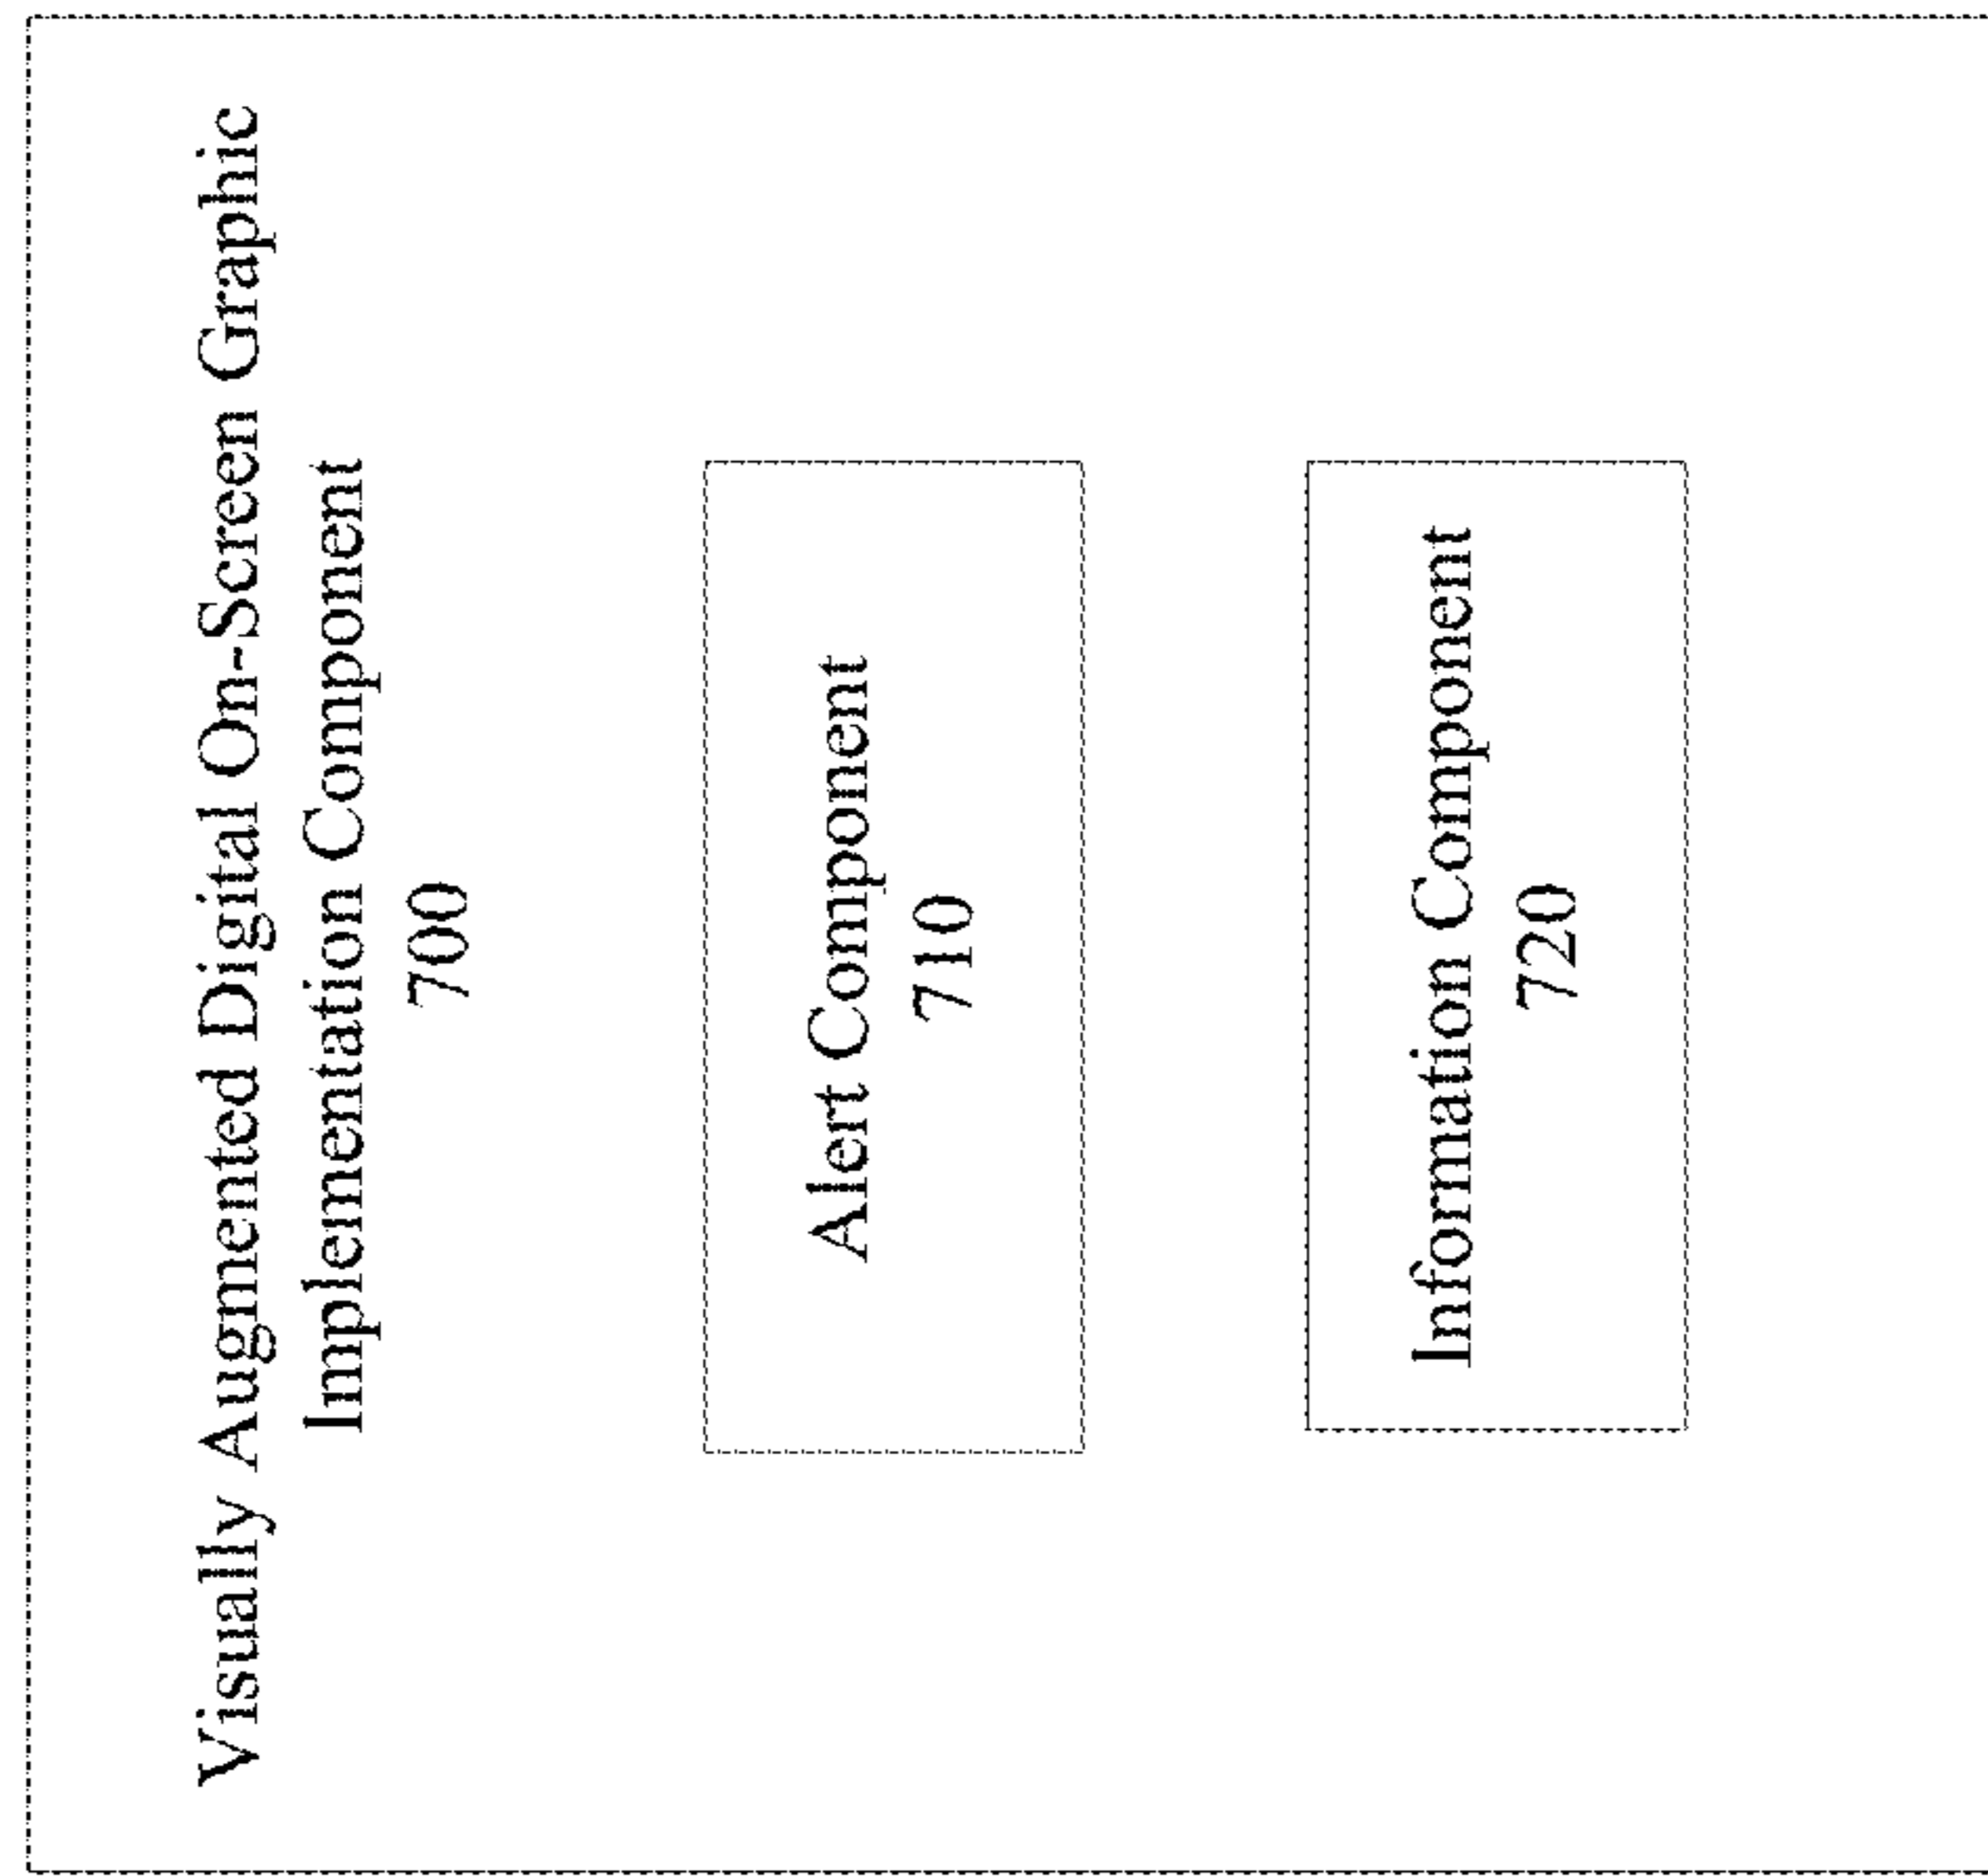 Visually Augmented Digital On-Screen Graphic
Implementation Component
700
Alert Component
710
Information Component
720